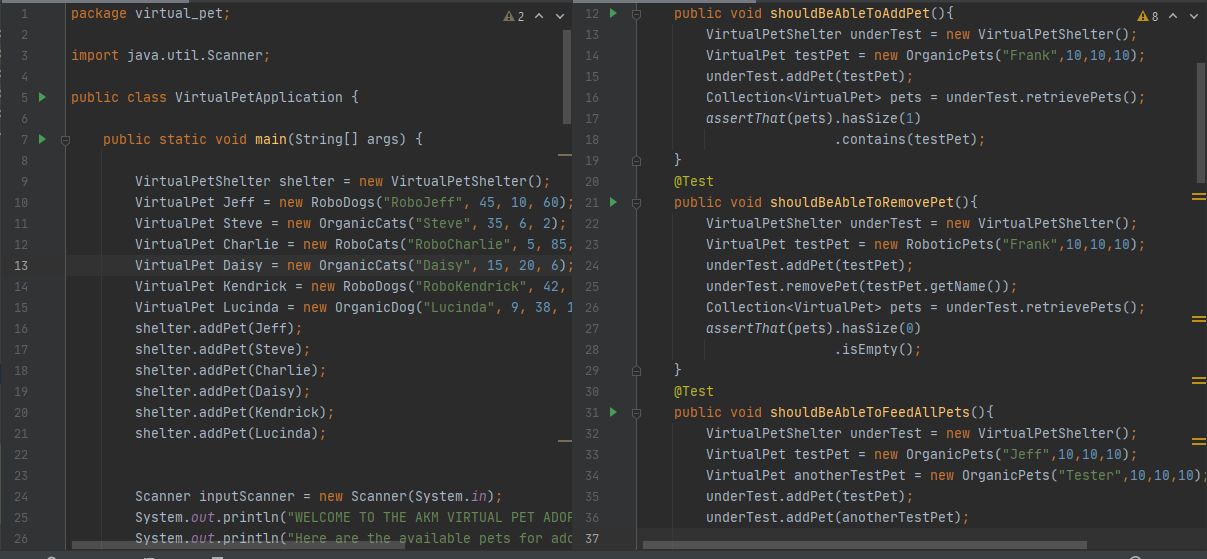 1 package virtual_pet;
2
3 import java.util.Scanner;
4
5 public class VirtualPetApplication {
6
7 public static void main(String[] args) {
8
9 VirtualPetShelter shelter = new VirtualPetShelter();
10 VirtualPet Jeff = new RoboDogs("RoboJeff", 45, 10, 60);
11 VirtualPet Steve = new OrganicCats("Steve", 35, 6, 2);
12 VirtualPet Charlie = new RoboCats("RoboCharlie", 5, 85,
13 VirtualPet Daisy = new OrganicCats("Daisy", 15, 20, 6);
14 VirtualPet Kendrick = new RoboDogs("RoboKendrick", 42,
15 VirtualPet Lucinda = new OrganicDog("Lucinda", 9, 38,
16 shelter.addPet(Jeff);
17 shelter.addPet(Steve);
18 shelter.addPet(Charlie);
19 shelter.addPet(Daisy);
20 shelter.addPet(Kendrick);
21 shelter.addPet(Lucinda);
22
23
24 Scanner inputScanner = new Scanner(System.in);
25 System.out.println("WELCOME TO THE AKM VIRTUAL PET ADOP
26 System.out.println("Here are the available pets for ado
2
12 public void shouldBeAbleToAddPet(){
13 VirtualPetShelter underTest = new VirtualPetShelter();
14 VirtualPet testPet = new OrganicPets("Frank",10,10,10);
15 underTest.addPet(testPet);
16 Collection<VirtualPet> pets = underTest.retrievePets();
17 assertThat(pets).hasSize(1)
18 .contains(testPet);
19 }
20 @Test
21 public void shouldBeAbleToRemovePet(){
22 VirtualPetShelter underTest = new VirtualPetShelter();
23 VirtualPet testPet = new RoboticPets("Frank",10,10,10);
24 underTest.addPet(testPet);
25 underTest.removePet(testPet.getName());
26 Collection<VirtualPet> pets = underTest.retrievePets();
27 assertThat(pets).hasSize(0)
28 .isEmpty();
29 }
30 @Test
31 public void shouldBeAbleToFeedAllPets(){
32 VirtualPetShelter underTest = new VirtualPetShelter();
33 VirtualPet testPet = new OrganicPets("Jeff",10,10,10);
34 VirtualPet anotherTestPet = new OrganicPets("Tester",10,10,10);
35 underTest.addPet(testPet);
36 underTest.addPet(anotherTestPet);
37
8